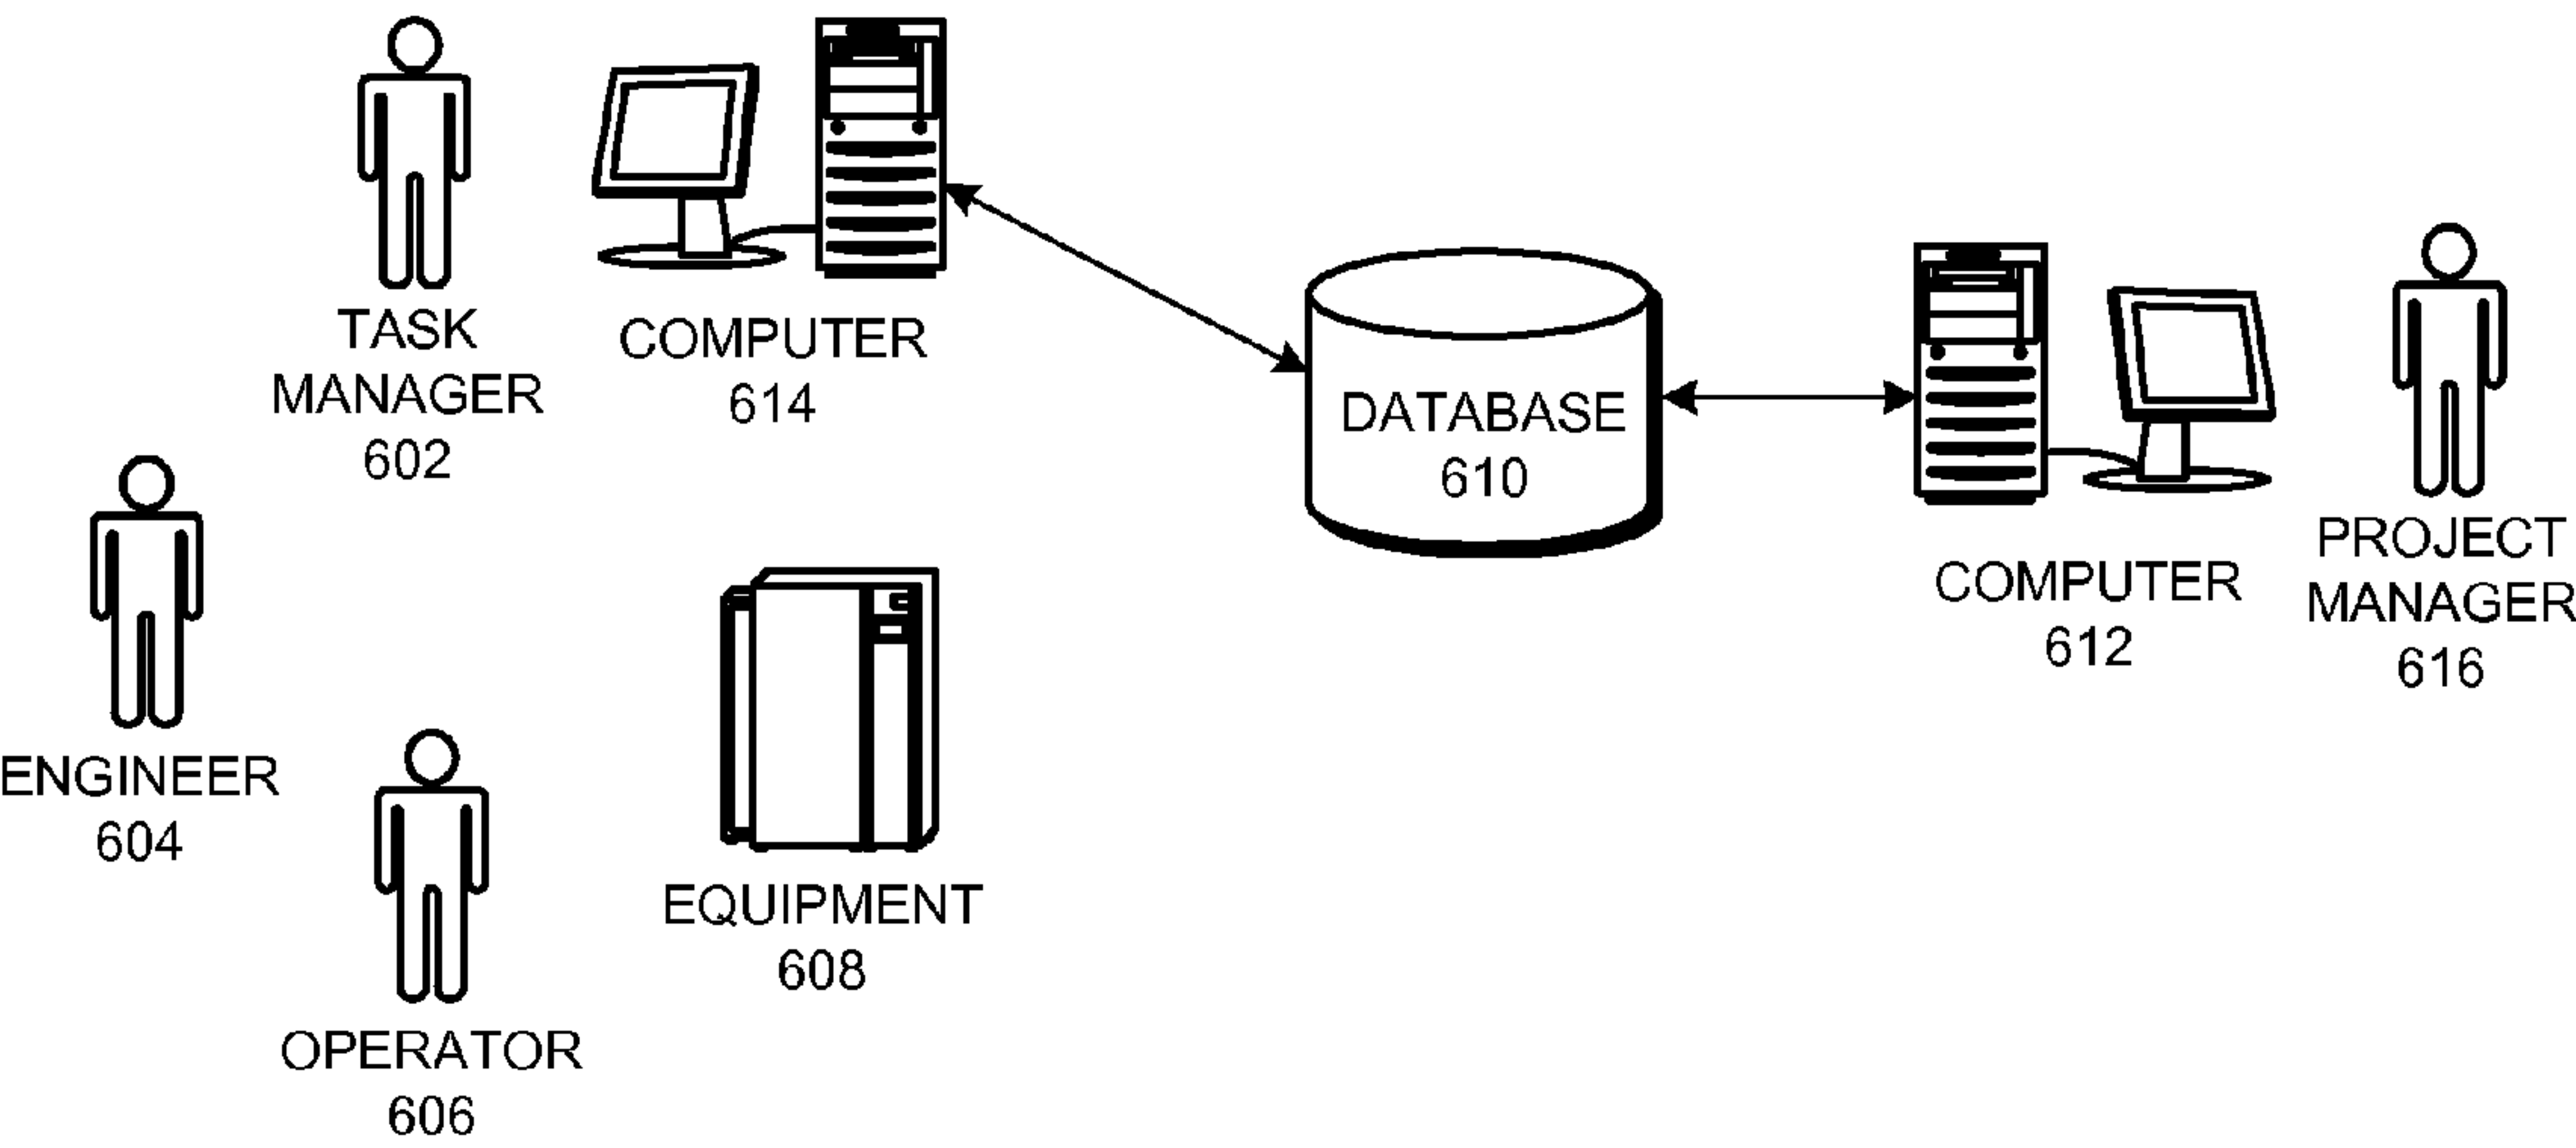 TASK
MANAGER
602
COMPUTER
614
DATABASE
610
COMPUTER
612
PROJECT
MANAGER
616
ENGINEER
604
EQUIPMENT
608
OPERATOR
606